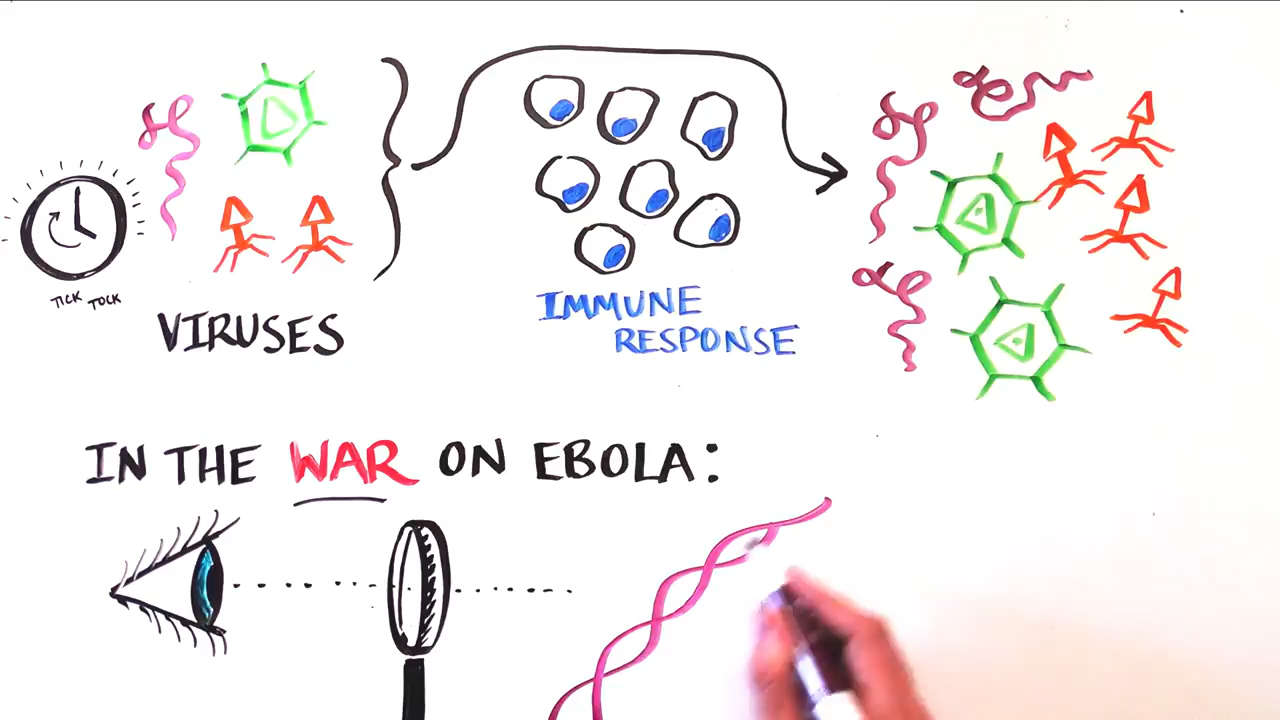 TICK TOCK
VIRUSES
IMMUNE
RESPONSE
IN THE WAR ON EBOLA: